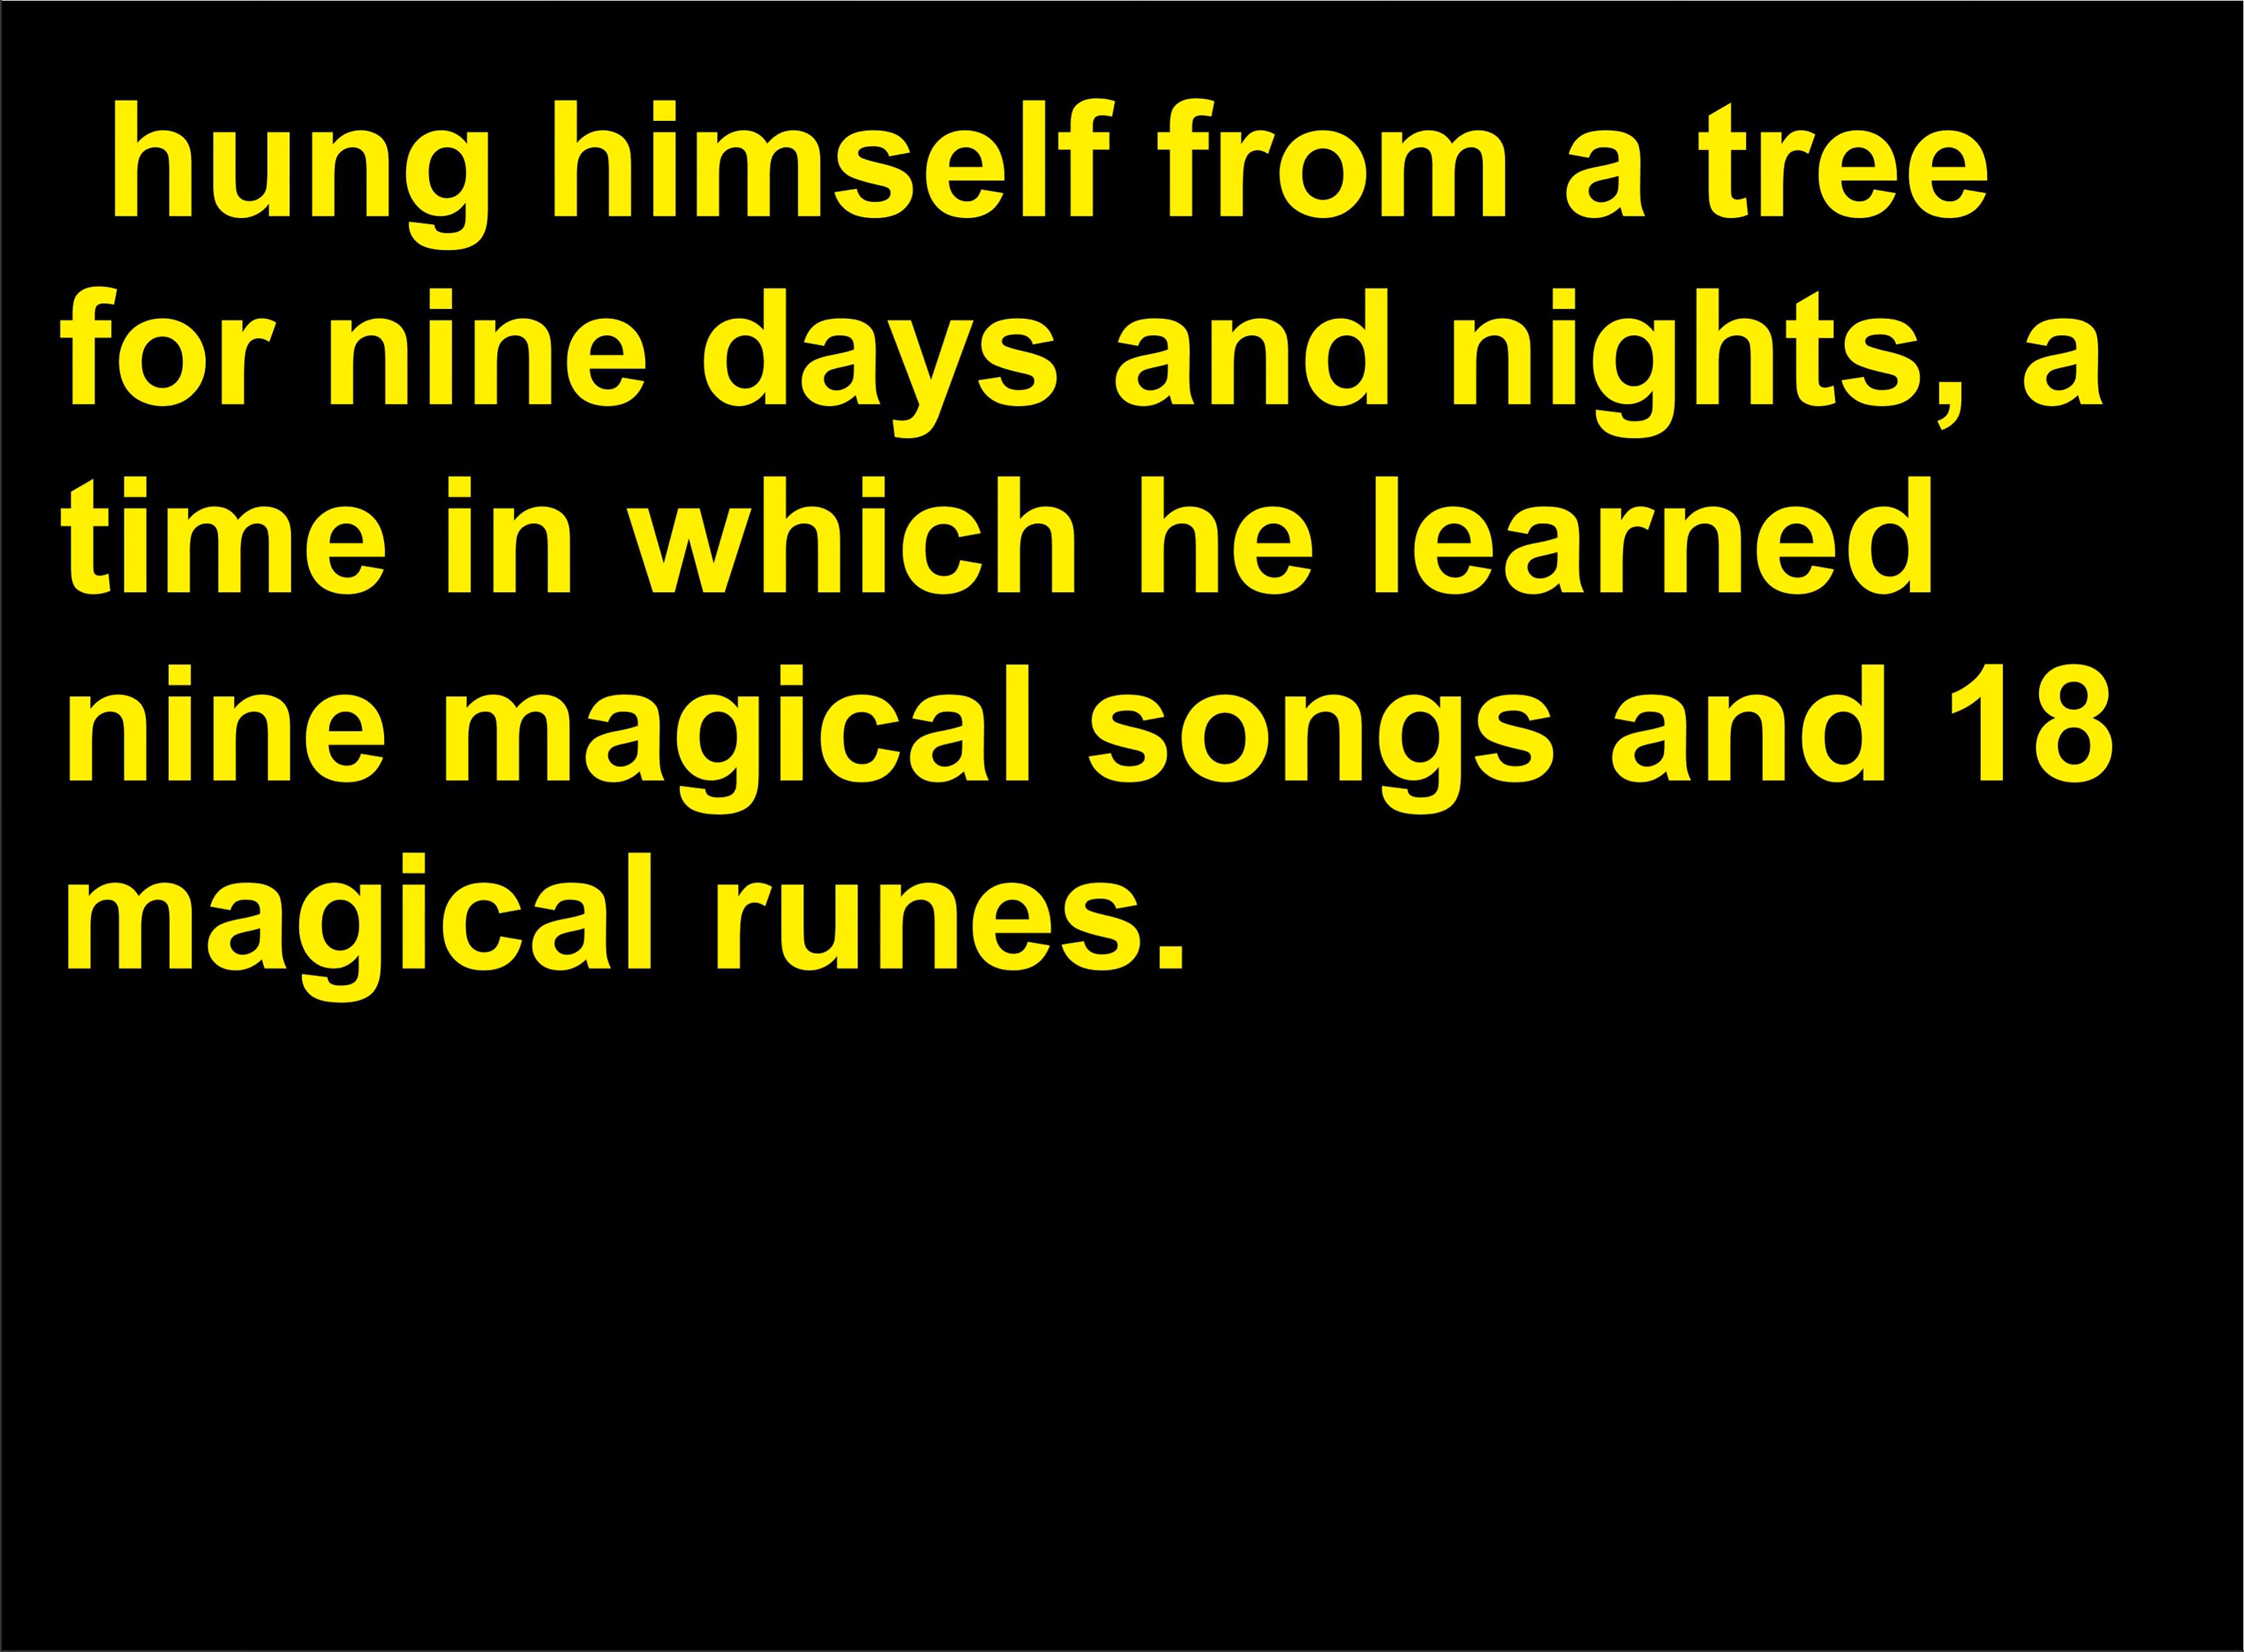 hung himself from a tree
for nine days and nights, a
time in which he learned
nine magical songs and 18
magical runes.